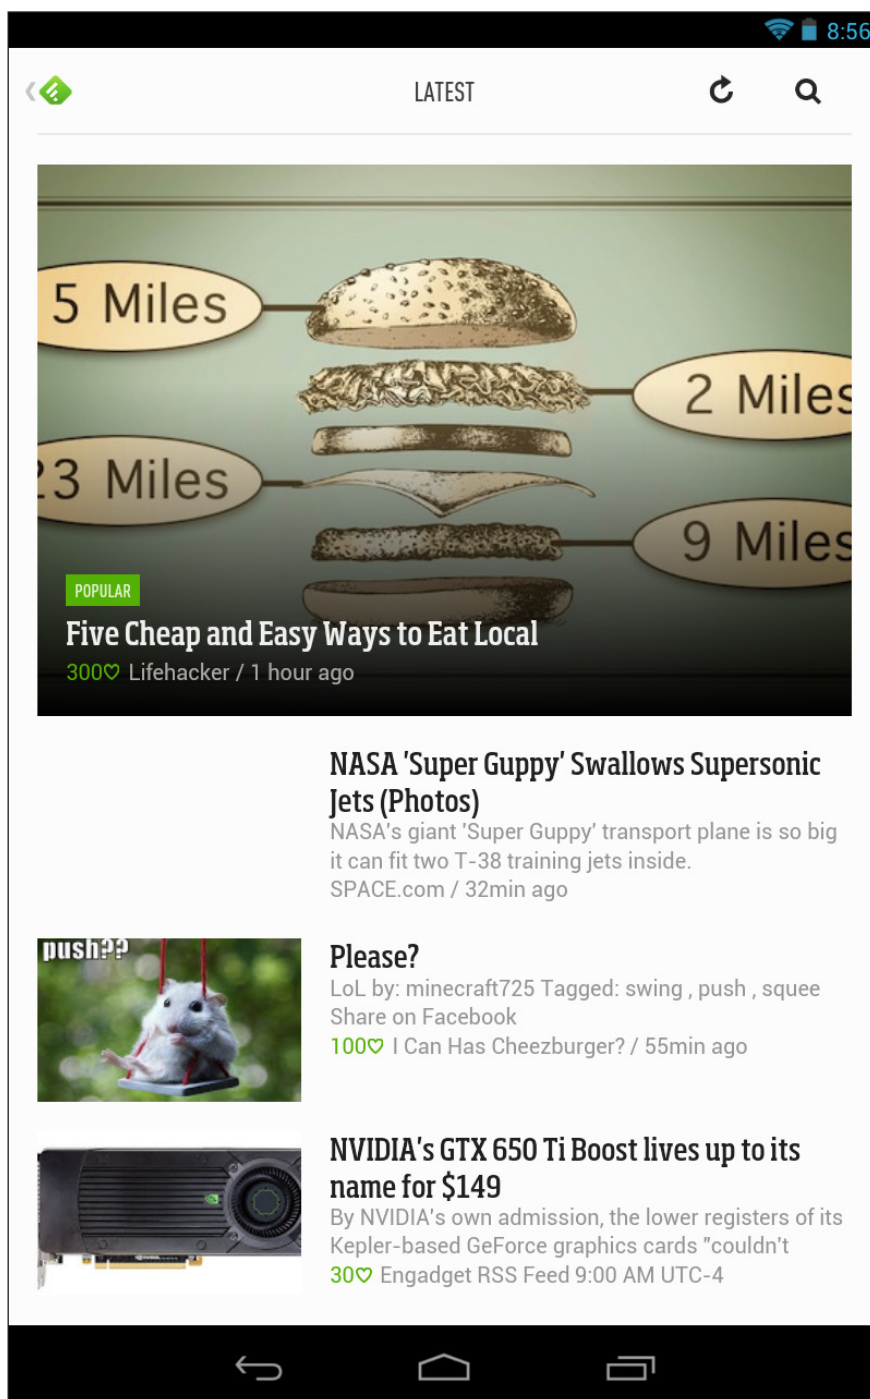 8:56
LATEST
5 Miles
2 Miles
23 Miles
9 Miles
POPULAR
Five Cheap and Easy Ways to Eat Local
300 Lifehacker / 1 hour ago
NASA 'Super Guppy' Swallows Supersonic
Jets (Photos)
NASA's giant 'Super Guppy' transport plane is so big
it can fit two T-38 training jets inside.
SPACE.com / 32min ago
push??
Please?
LoL by: minecraft725 Tagged: swing , push , squee
Share on Facebook
100 I Can Has Cheezburger? / 55min ago
NVIDIA's GTX 650 Ti Boost lives up to its
name for $149
By NVIDIA's own admission, the lower registers of its
Kepler-based GeForce graphics cards "couldn't
30 Engadget RSS Feed 9:00 AM UTC-4